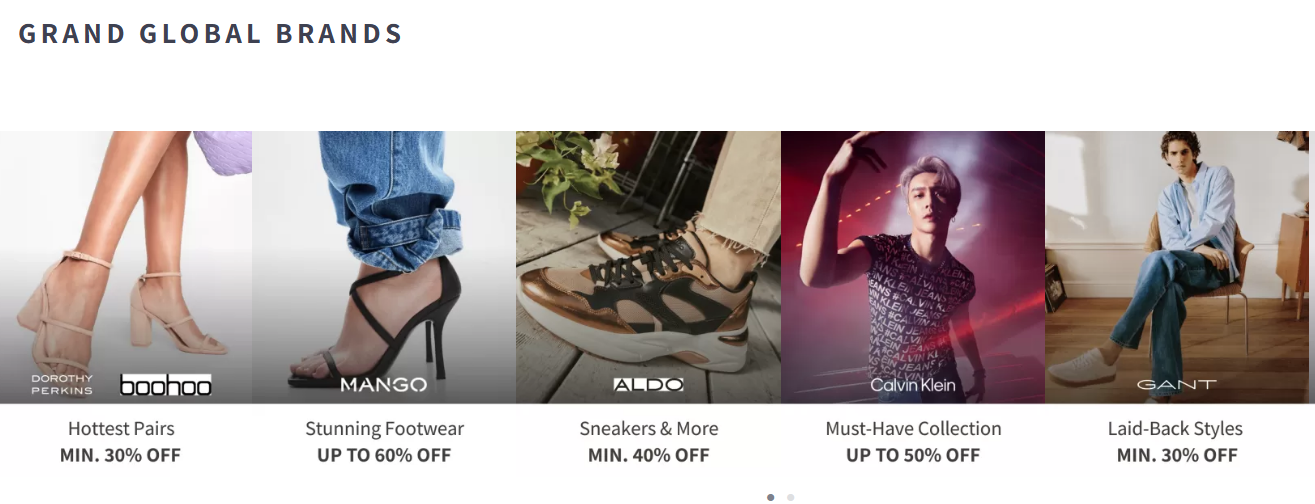 GRAND GLOBAL BRANDS
DOROTHY
PERKINS
boohoo
MANGO
ALDO
Calvin Klein
GANT
Hottest Pairs
MIN. 30% OFF
Stunning Footwear
UP TO 60% OFF
Sneakers & More
MIN. 40% OFF
Must-Have Collection
UP TO 50% OFF
Laid-Back Styles
MIN. 30% OFF